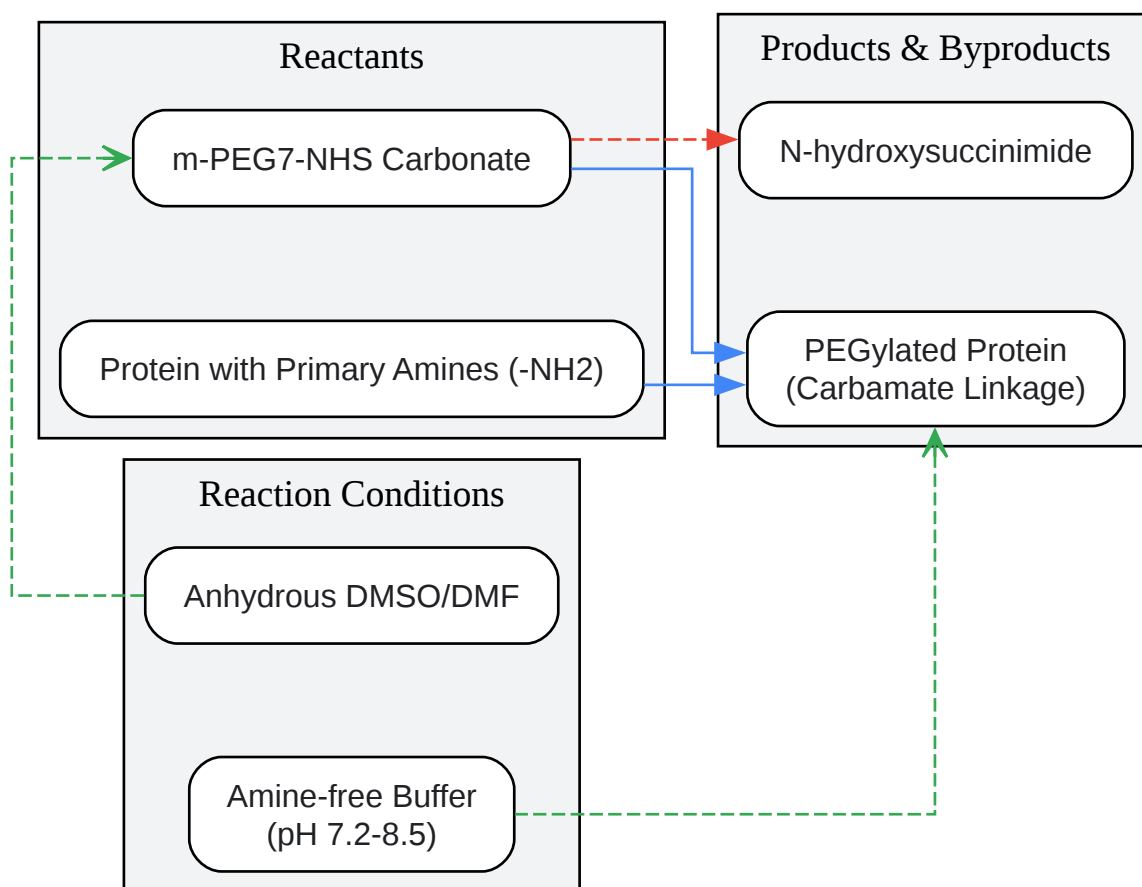 Reactants
m-PEG7-NHS Carbonate
Protein with Primary Amines (-NH2)
Products & Byproducts
N-hydroxysuccinimide
PEGylated Protein
(Carbamate Linkage)
Reaction Conditions
Anhydrous DMSO/DMF
Amine-free Buffer
(pH 7.2-8.5)